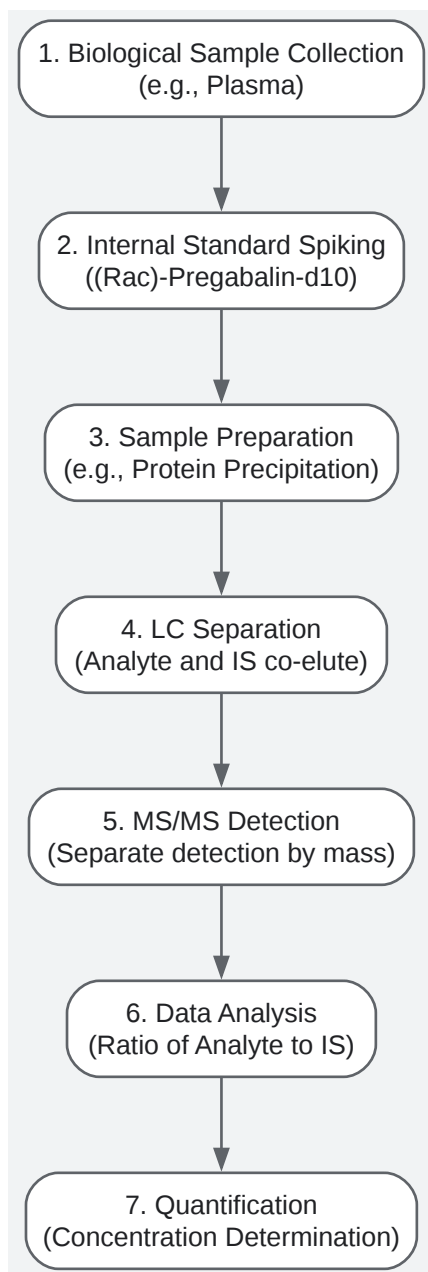 1. Biological Sample Collection
(e.g., Plasma)
2. Internal Standard Spiking
((Rac)-Pregabalin-d10)
3. Sample Preparation
(e.g., Protein Precipitation)
4. LC Separation
(Analyte and IS co-elute)
5. MS/MS Detection
(Separate detection by mass)
6. Data Analysis
(Ratio of Analyte to IS)
7. Quantification
(Concentration Determination)